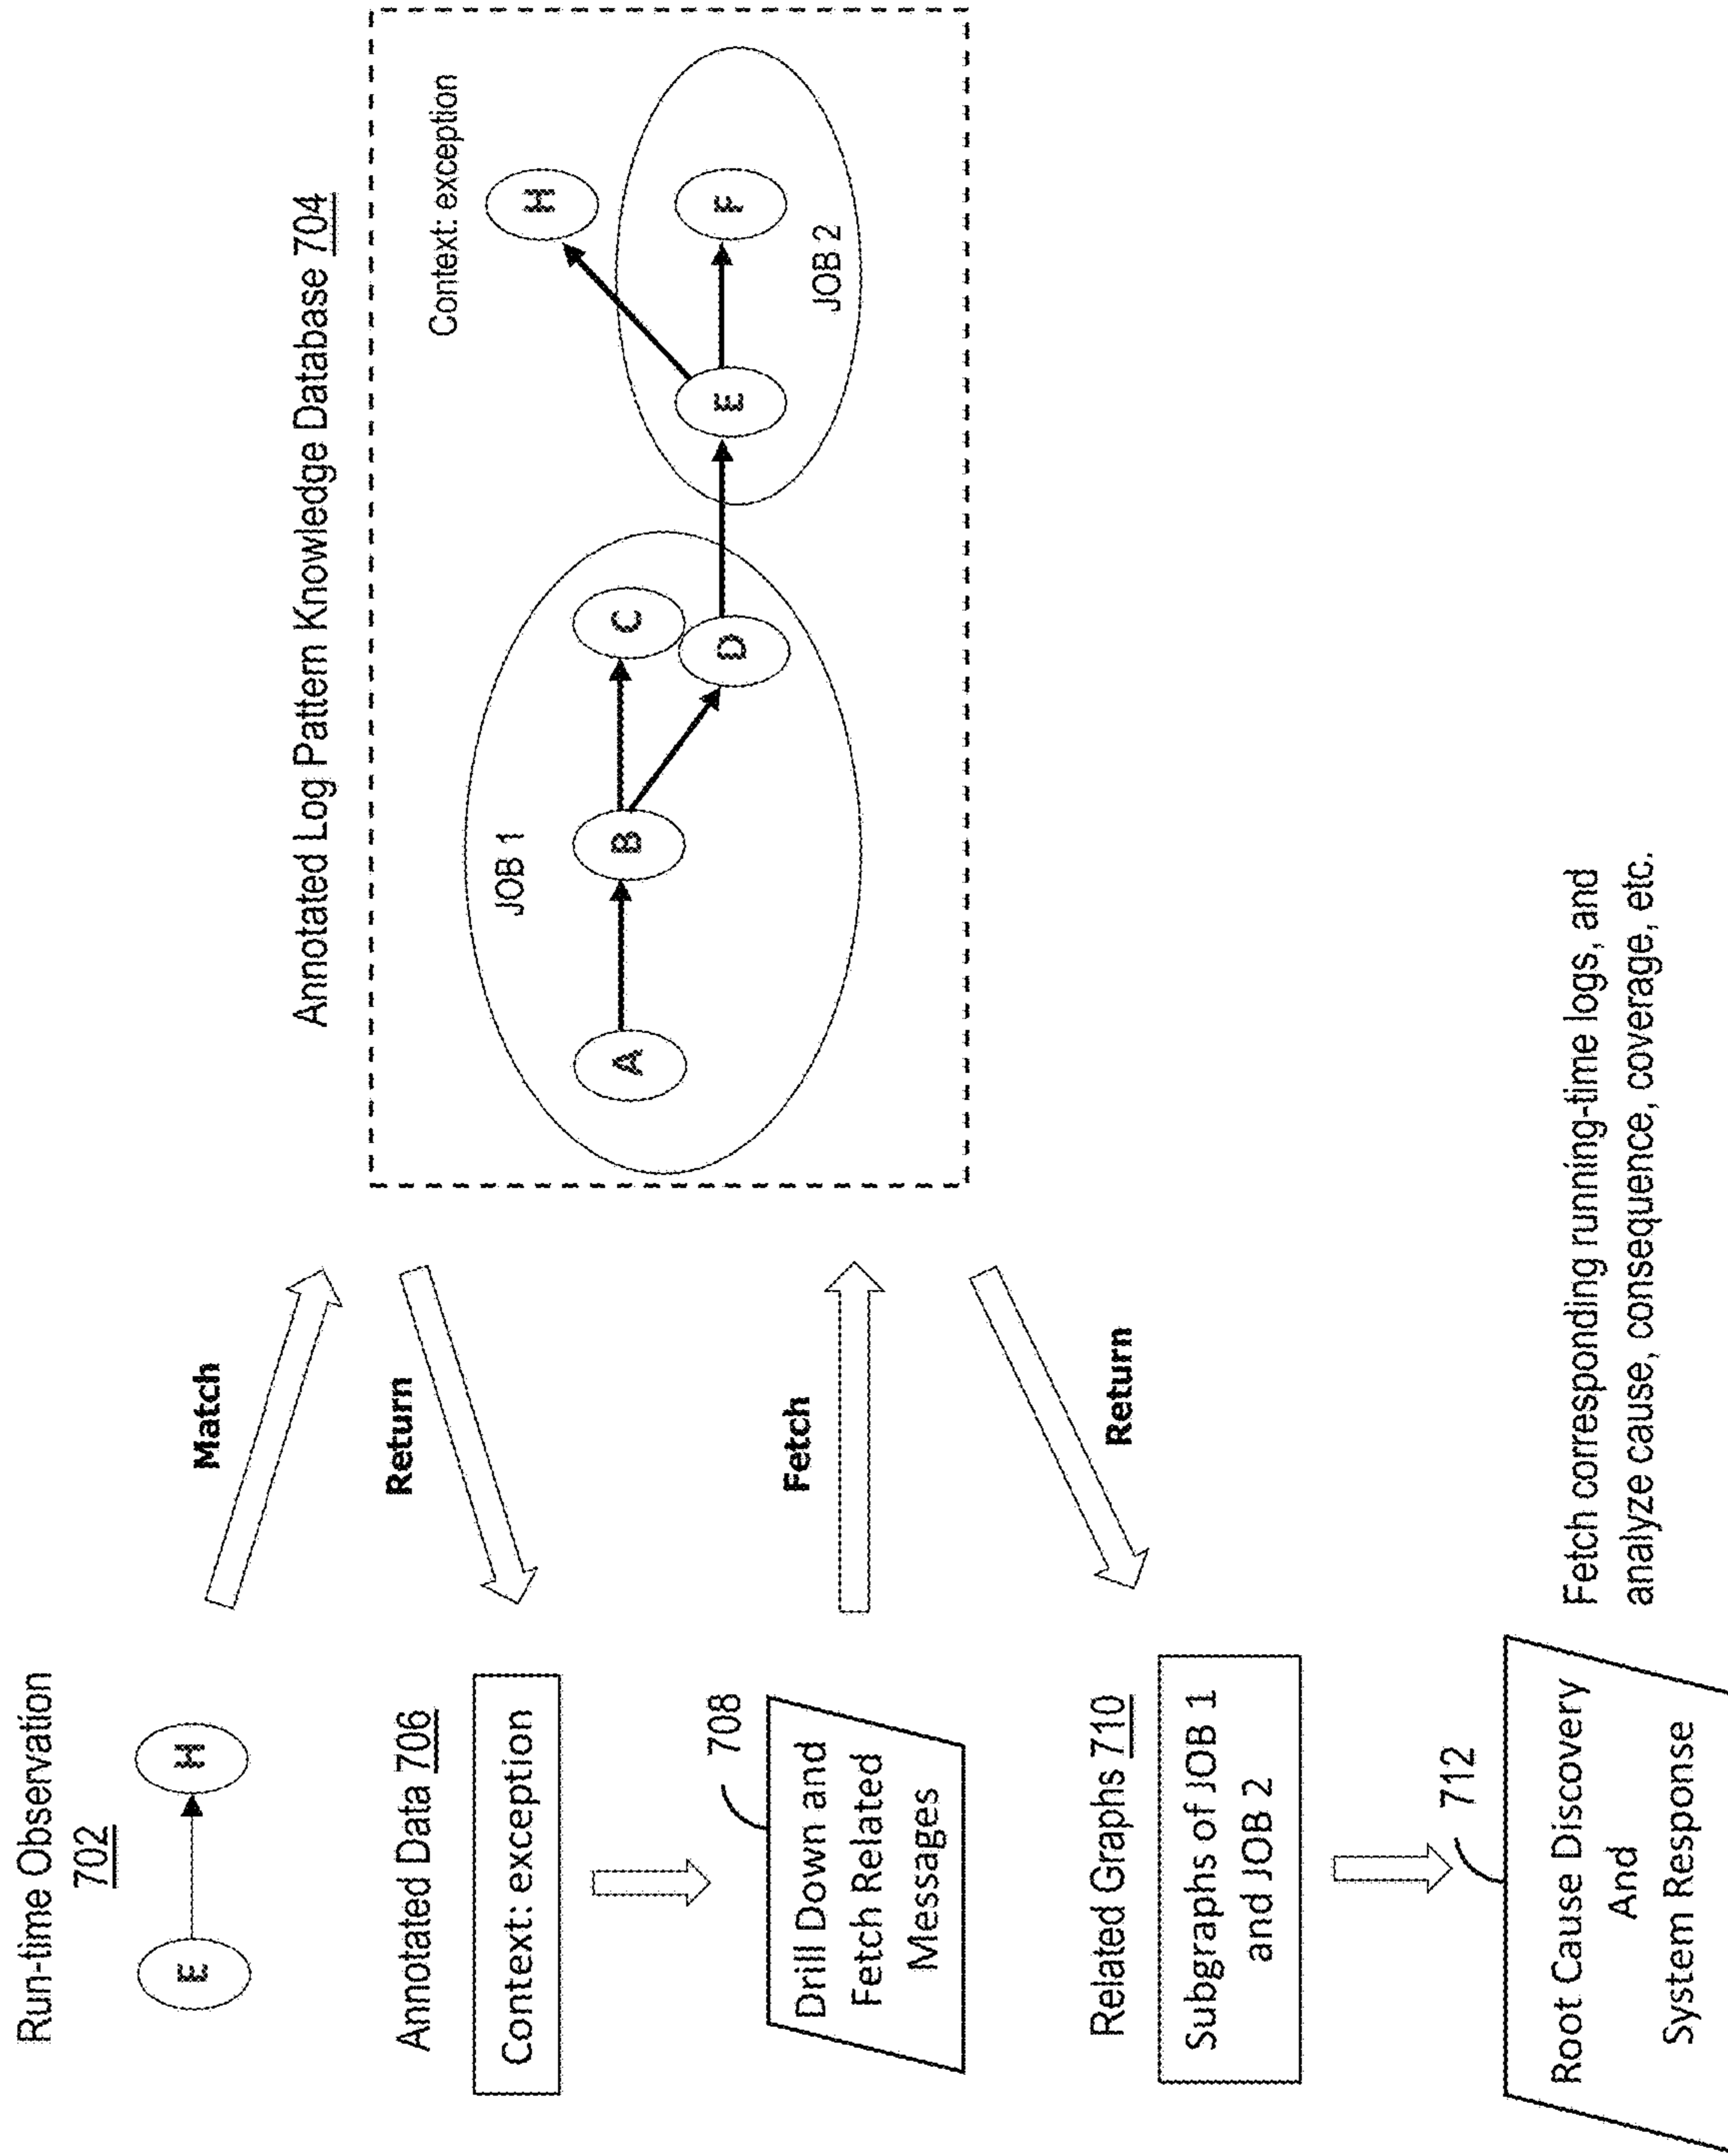 Run-time Observation
702
E
H
Match
Return
Annotated Log Pattern Knowledge Database 704
Context: exception
H
JOB 1
A
B
C
D
E
F
JOB 2
Annotated Data 706
Context: exception
708
Drill Down and
Fetch Related
Messages
Fetch
Return
Related Graphs 710
Subgraphs of JOB 1
and JOB 2
712
Root Cause Discovery
And
System Response
Fetch corresponding running-time logs, and
analyze cause, consequence, coverage, etc.